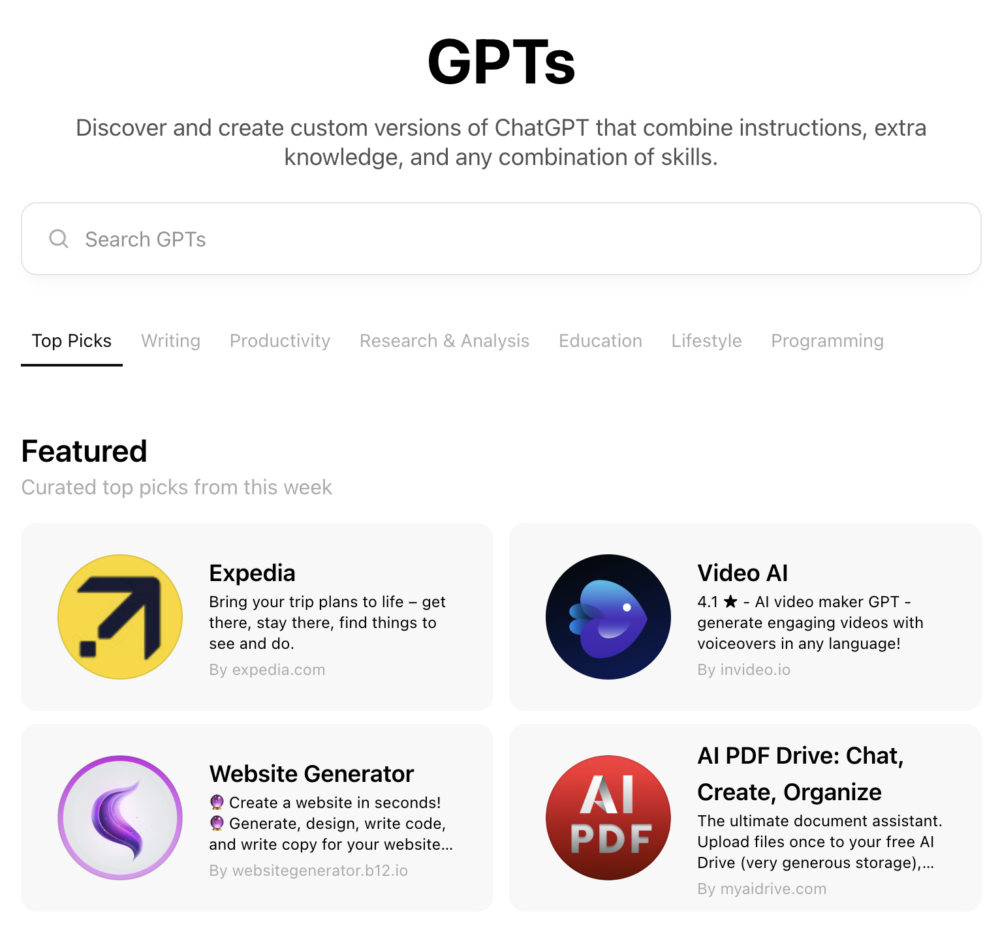 GPTs
Discover and create custom versions of ChatGPT that combine instructions, extra
knowledge, and any combination of skills.
Search GPTs
Top Picks Writing Productivity Research & Analysis Education Lifestyle Programming
Featured
Curated top picks from this week
Expedia
Bring your trip plans to life – get
there, stay there, find things to
see and do.
By expedia.com
Video AI
4.1 ★ - AI video maker GPT -
generate engaging videos with
voiceovers in any language!
By invideo.io
Website Generator
🔮 Create a website in seconds!
🔮 Generate, design, write code,
and write copy for your website...
By websitegenerator.b12.io
AI
PDF
AI PDF Drive: Chat,
Create, Organize
The ultimate document assistant.
Upload files once to your free AI
Drive (very generous storage),...
By myaidrive.com